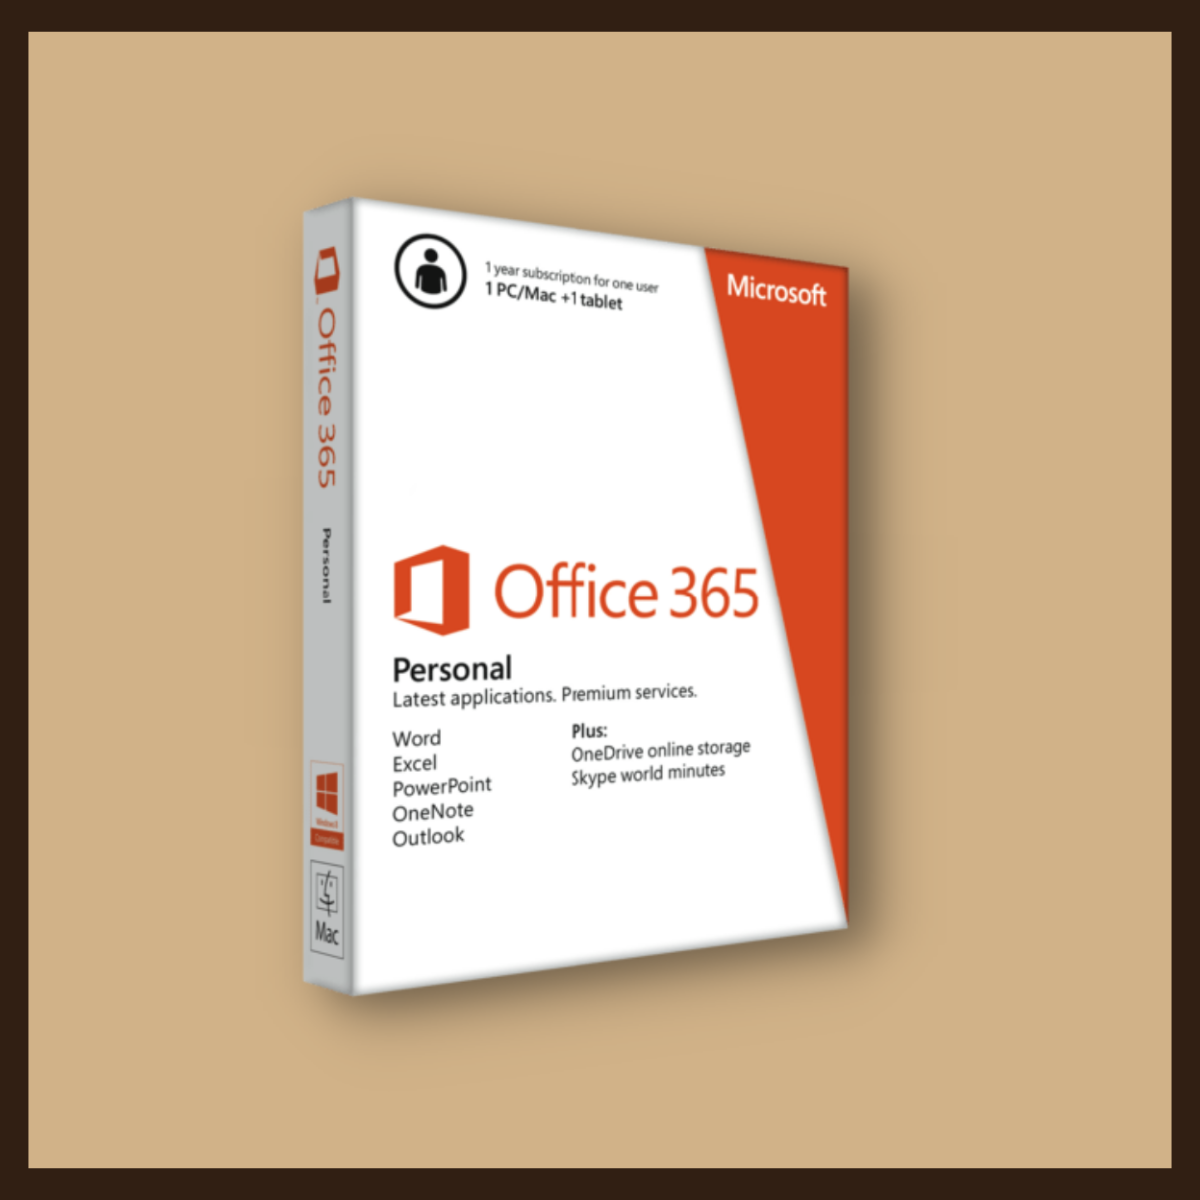 1 year subscription for one user
1 PC/Mac +1 tablet
Microsoft
Office 365
Personal
Latest applications. Premium services.
Word
Excel
PowerPoint
OneNote
Outlook
Plus:
OneDrive online storage
Skype world minutes
Office 365
Personal
Mac